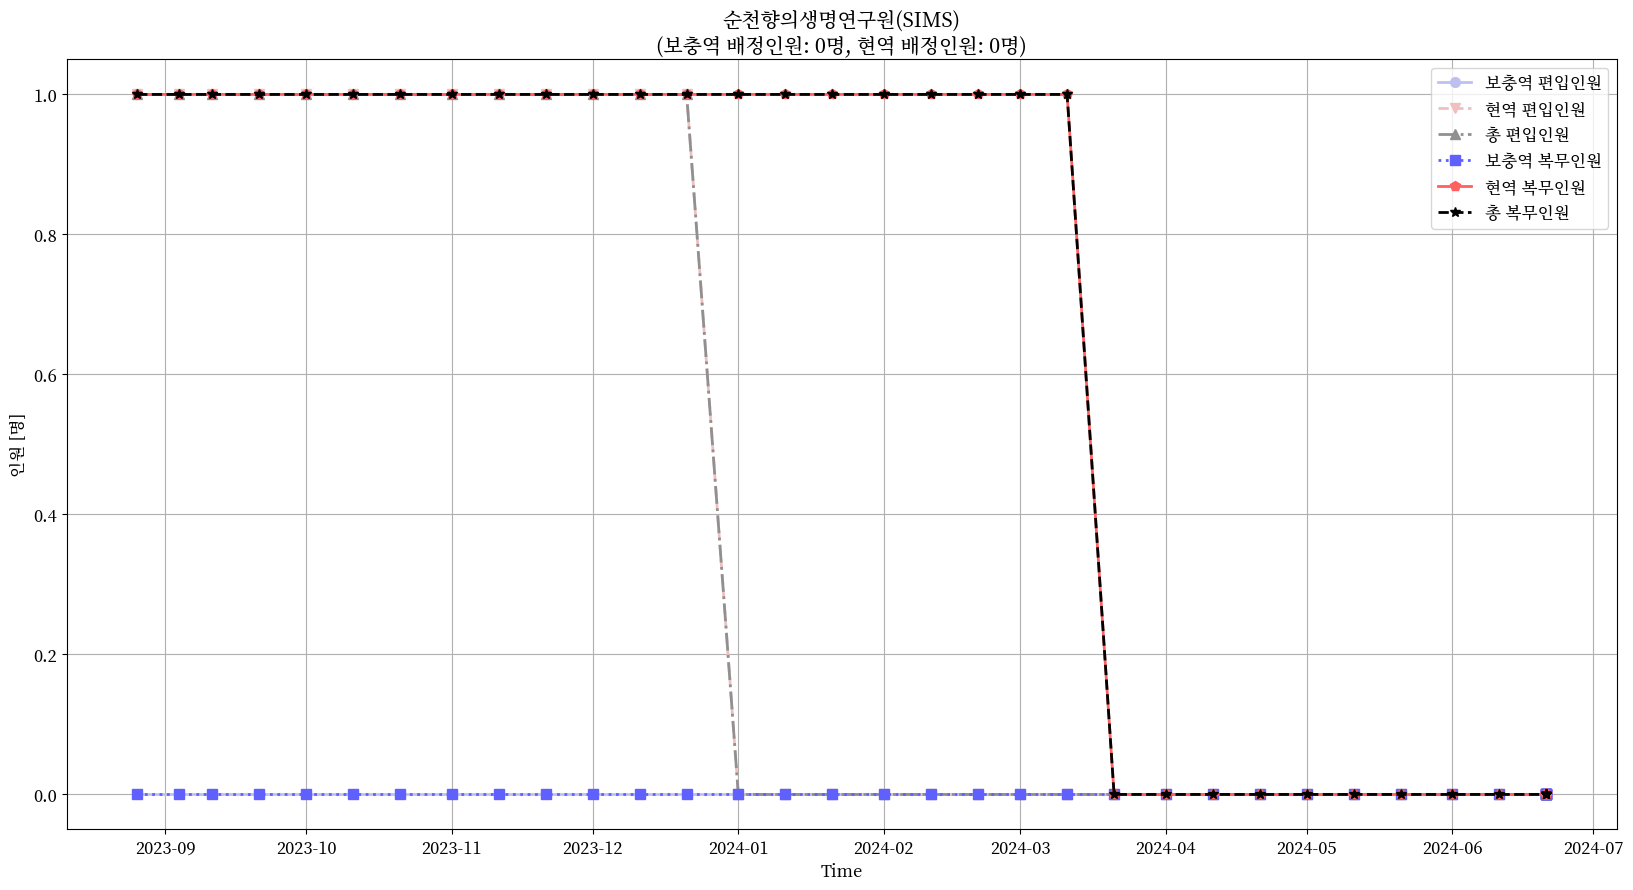 순천향의생명연구원(SIMS)
(보충역 배정인원: 0명, 현역 배정인원: 0명)
보충역 편입인원
현역 편입인원
총 편입인원
보충역 복무인원
현역 복무인원
총 복무인원
1.0
0.8
0.6
0.4
0.2
0.0
인원 [명]
2023-09
2023-10
2023-11
2023-12
2024-01
2024-02
2024-03
2024-04
2024-05
2024-06
2024-07
Time